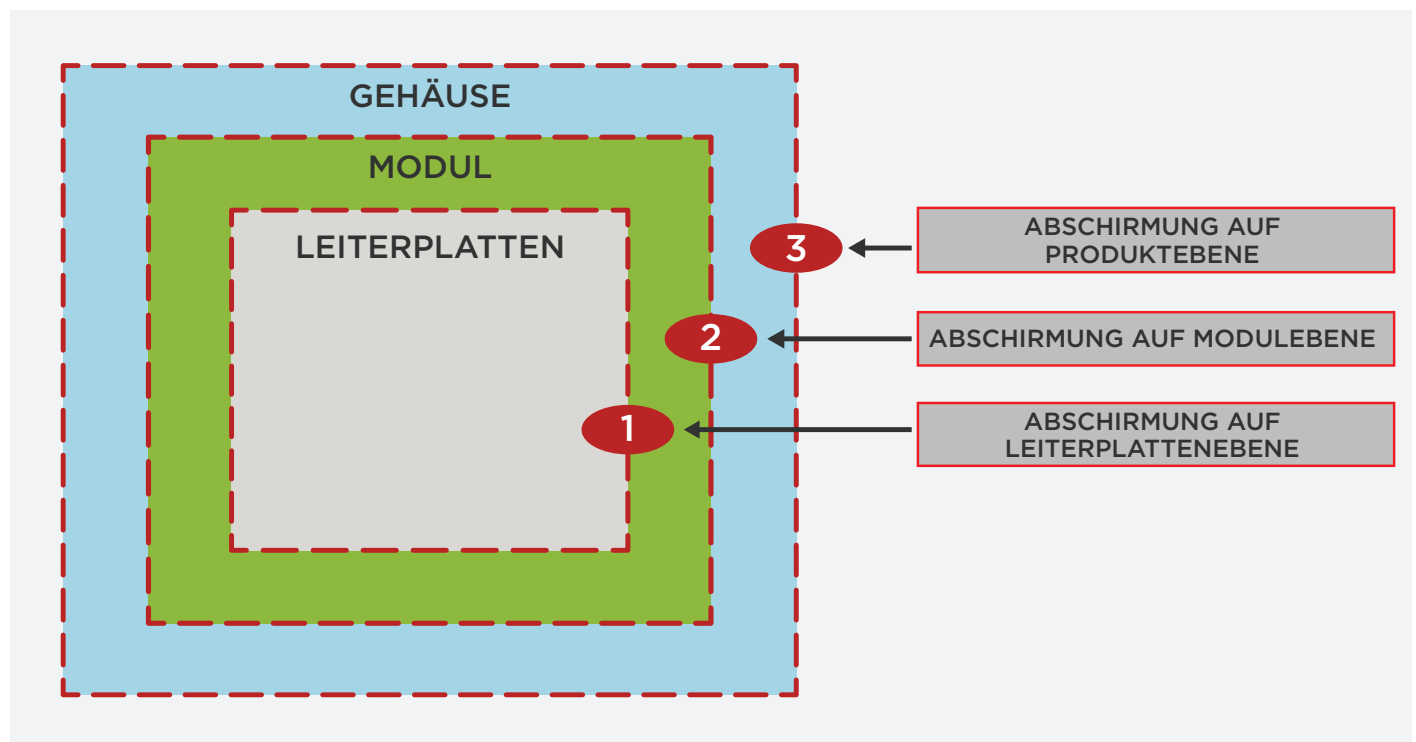 GEHÄUSE
MODUL
LEITERPLATTEN
3
ABSCHIRMUNG AUF
PRODUKTEBENE
2
ABSCHIRMUNG AUF MODULEBENE
1
ABSCHIRMUNG AUF
LEITERPLATTENEBENE